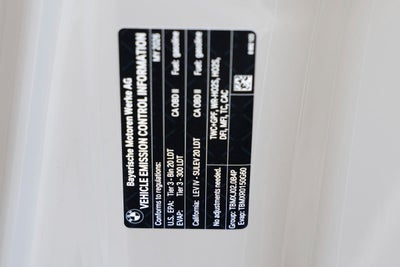 Bayerische Motoren Werke AG
VEHICLE EMISSION CONTROL INFORMATION
Conforms to regulations: MY 2026
U.S. EPA: Tier 3 - Bin 20 LDT CA OBD II Fuel: gasoline
EVAP: Tier 3 - 300 LDT
California: LEV IV - SULEV 20 LDT CA OBD II Fuel: gasoline
No adjustments needed. TWC+GPF, WR-HO2S, HO2S,
DFI, MFI, TC, CAC
Group: TBMXJ02.0B4P
Evap: TBMXR0150G60